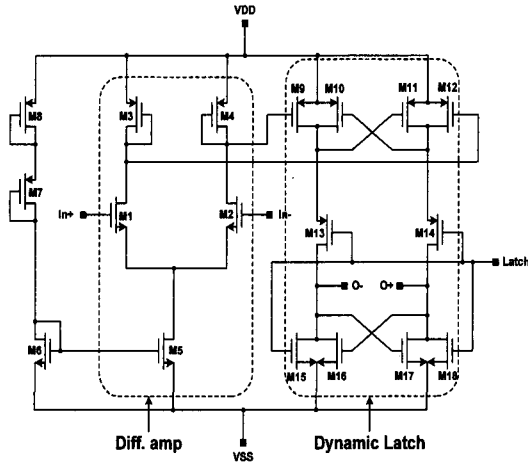 VDD
M9
M10
M11
M12
M8
M3
M4
M7
In+
M1
M2
In-
M13
M14
Latch
O-
O+
M6
M5
M15
M16
M17
M18
Diff. amp
VSS
Dynamic Latch